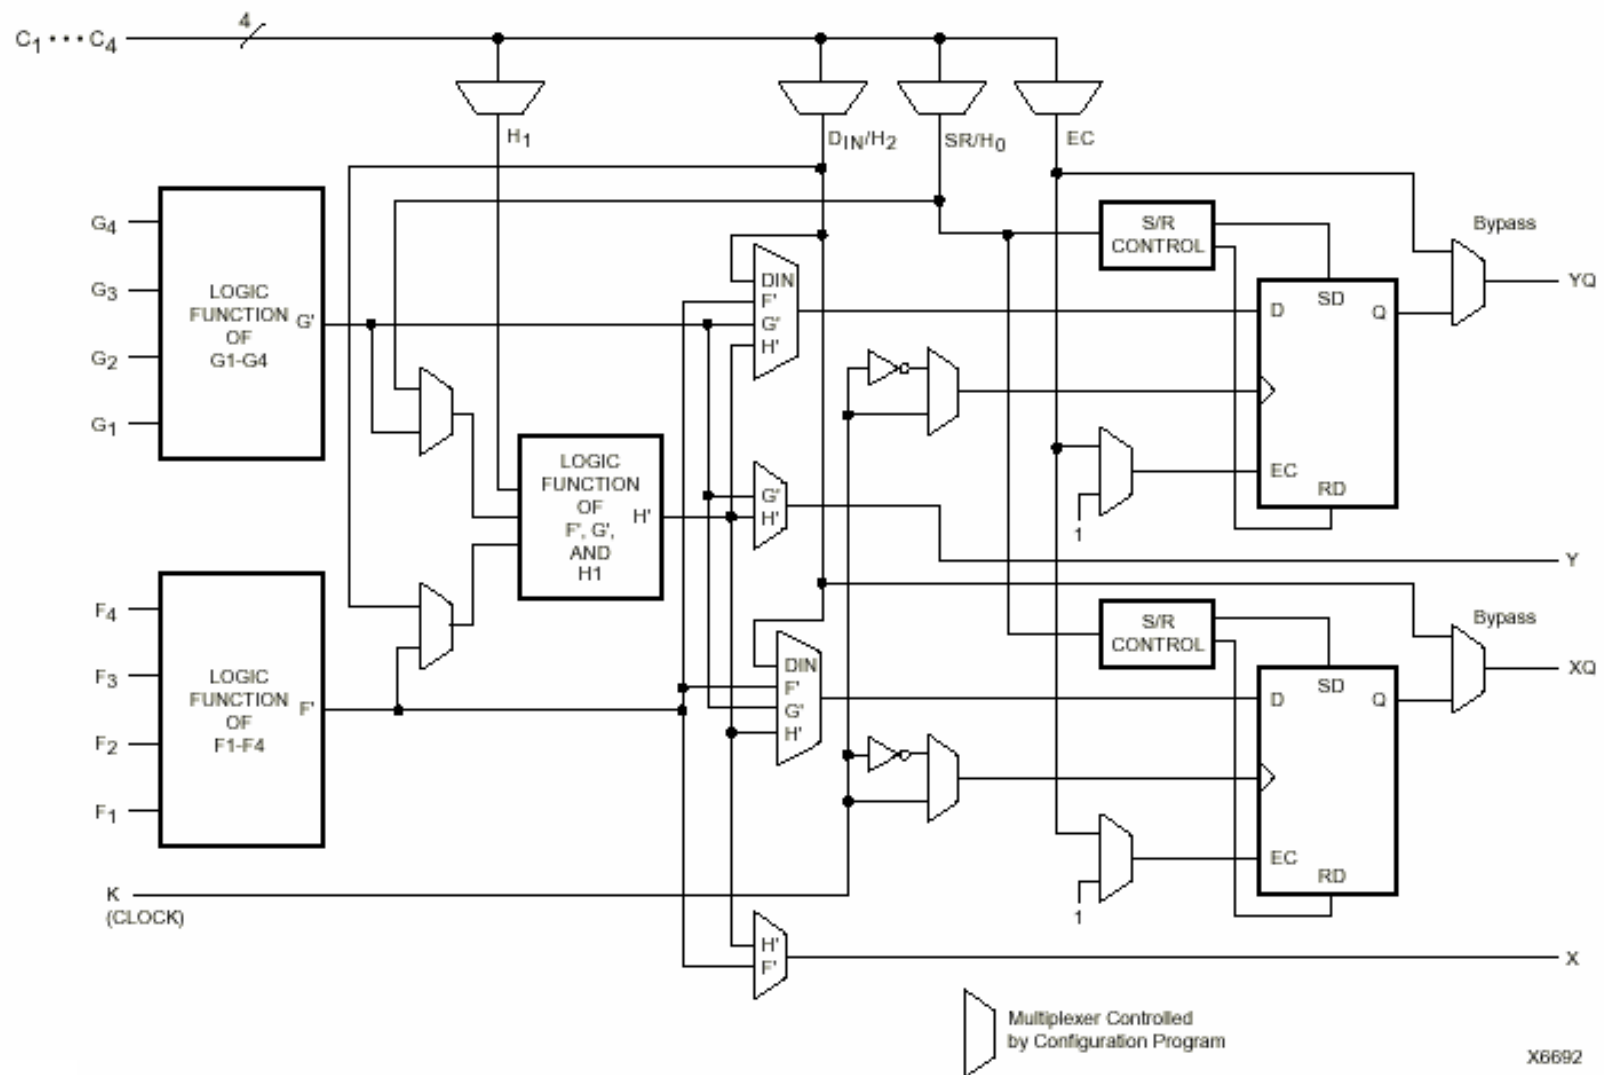 4
C1 ••• C4
H1
DIN/H2
SR/H0
EC
G4
G3
G2
G1
LOGIC
FUNCTION
OF
G1-G4
G'
S/R
CONTROL
Bypass
DIN
F'
G'
H'
D
SD
Q
EC
RD
YQ
1
LOGIC
FUNCTION
OF
F', G',
AND
H1
H'
G'
H'
Y
F4
F3
F2
F1
LOGIC
FUNCTION
OF
F1-F4
F'
S/R
CONTROL
Bypass
DIN
F'
G'
H'
D
SD
Q
EC
RD
XQ
1
K
(CLOCK)
H'
F'
X
Multiplexer Controlled
by Configuration Program
X6692